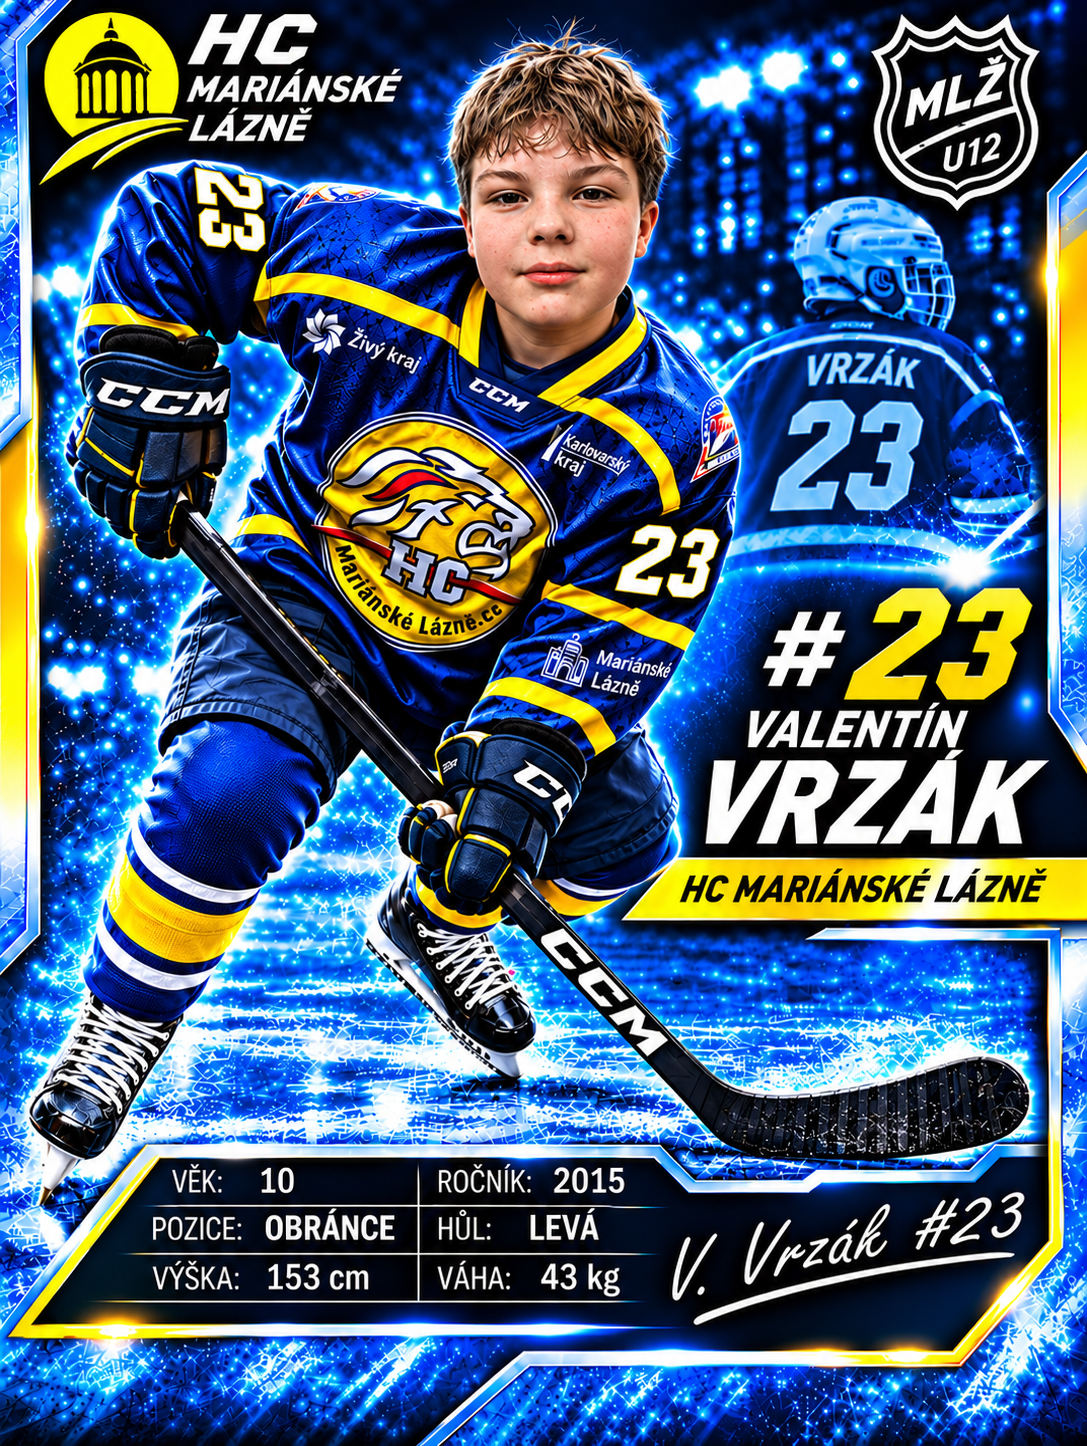 HC
MARIÁNSKÉ
LÁZNĚ
MLŽ
U12
23
Živý kraj
CCM
CCM
Karlovarský
kraj
HC
Mariánské Lázně.cz
23
Mariánské
Lázně
CCM
CCM
CCM
VRZÁK
23
#23
VALENTÍN
VRZÁK
HC MARIÁNSKÉ LÁZNĚ
VĚK: 10
ROČNÍK: 2015
POZICE: OBRÁNCE
HŮL: LEVÁ
VÝŠKA: 153 cm
VÁHA: 43 kg
V. Vrzák #23